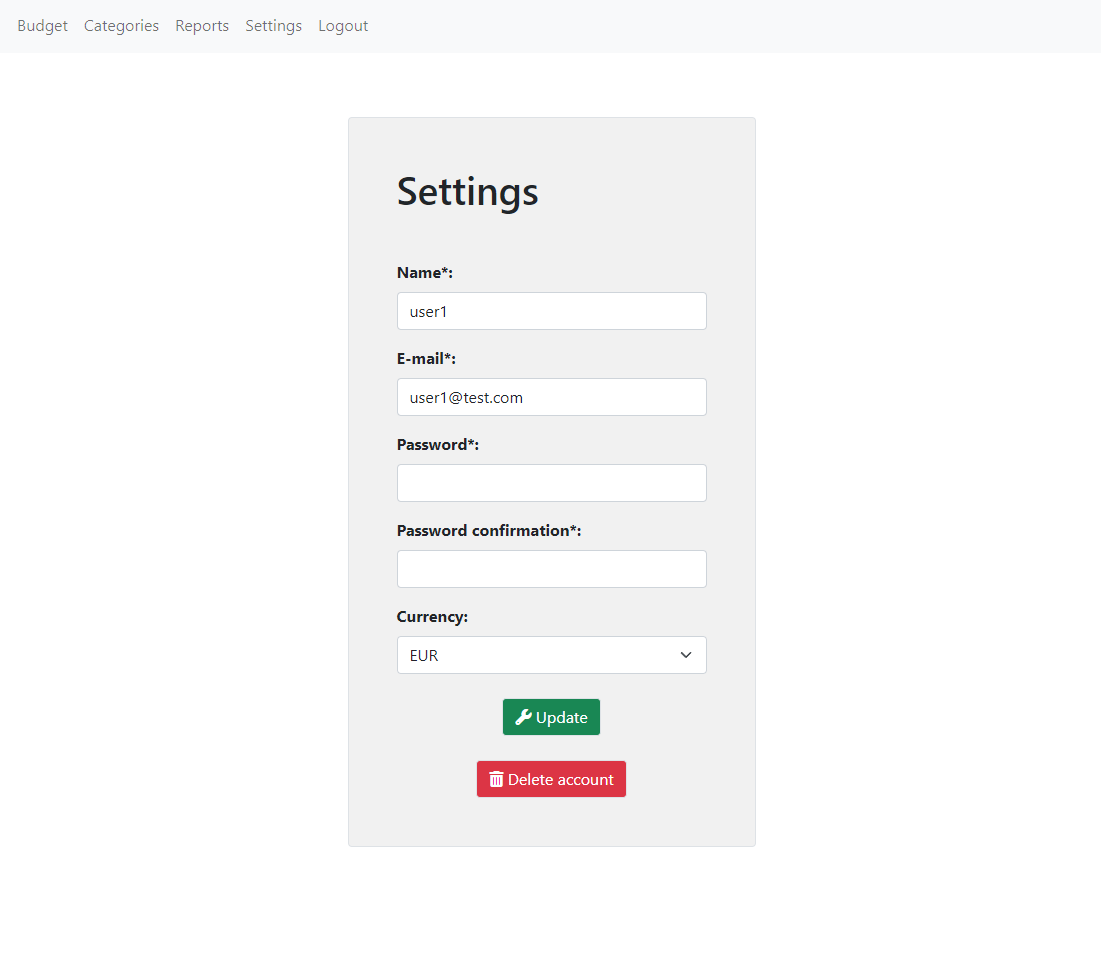 Budget Categories Reports Settings Logout
Settings
Name*:
user1
E-mail*:
user1@test.com
Password*:
Password confirmation*:
Currency:
EUR
Update
Delete account